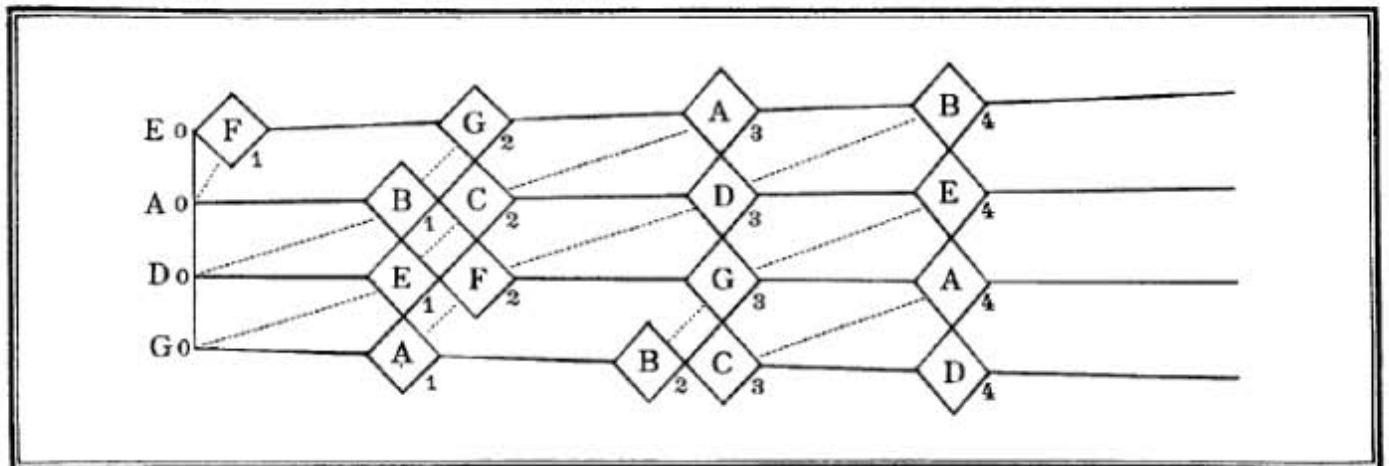 E 0 F 1 G 2 A 3 B 4
A 0 B 1 C 2 D 3 E 4
D 0 E 1 F 2 G 3 A 4
G 0 A 1 B 2 C 3 D 4